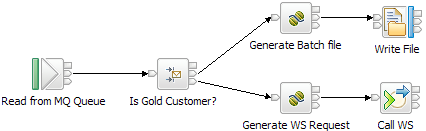 Generate Batch file
Write File
Read from MQ Queue
Is Gold Customer?
Generate WS Request
Call WS